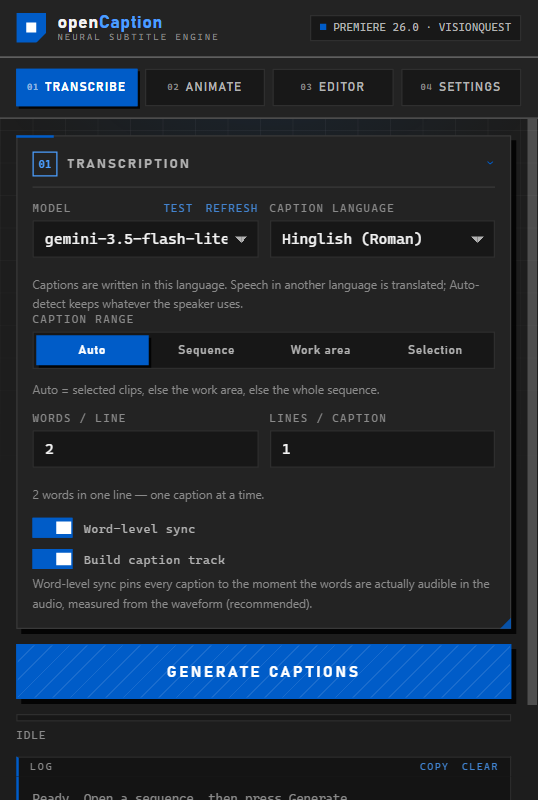 openCaption
NEURAL SUBTITLE ENGINE
PREMIERE 26.0 · VISIONQUEST
01 TRANSCRIBE
02 ANIMATE
03 EDITOR
04 SETTINGS
01 TRANSCRIPTION
MODEL TEST REFRESH
CAPTION LANGUAGE
gemini-3.5-flash-lite
Hinglish (Roman)
Captions are written in this language. Speech in another language is translated; Auto-
detect keeps whatever the speaker uses.
CAPTION RANGE
Auto Sequence Work area Selection
Auto = selected clips, else the work area, else the whole sequence.
WORDS / LINE LINES / CAPTION
2 1
2 words in one line — one caption at a time.
Word-level sync
Build caption track
Word-level sync pins every caption to the moment the words are actually audible in the
audio, measured from the waveform (recommended).
GENERATE CAPTIONS
IDLE
LOG COPY CLEAR
Ready. Open a sequence, then press Generate.